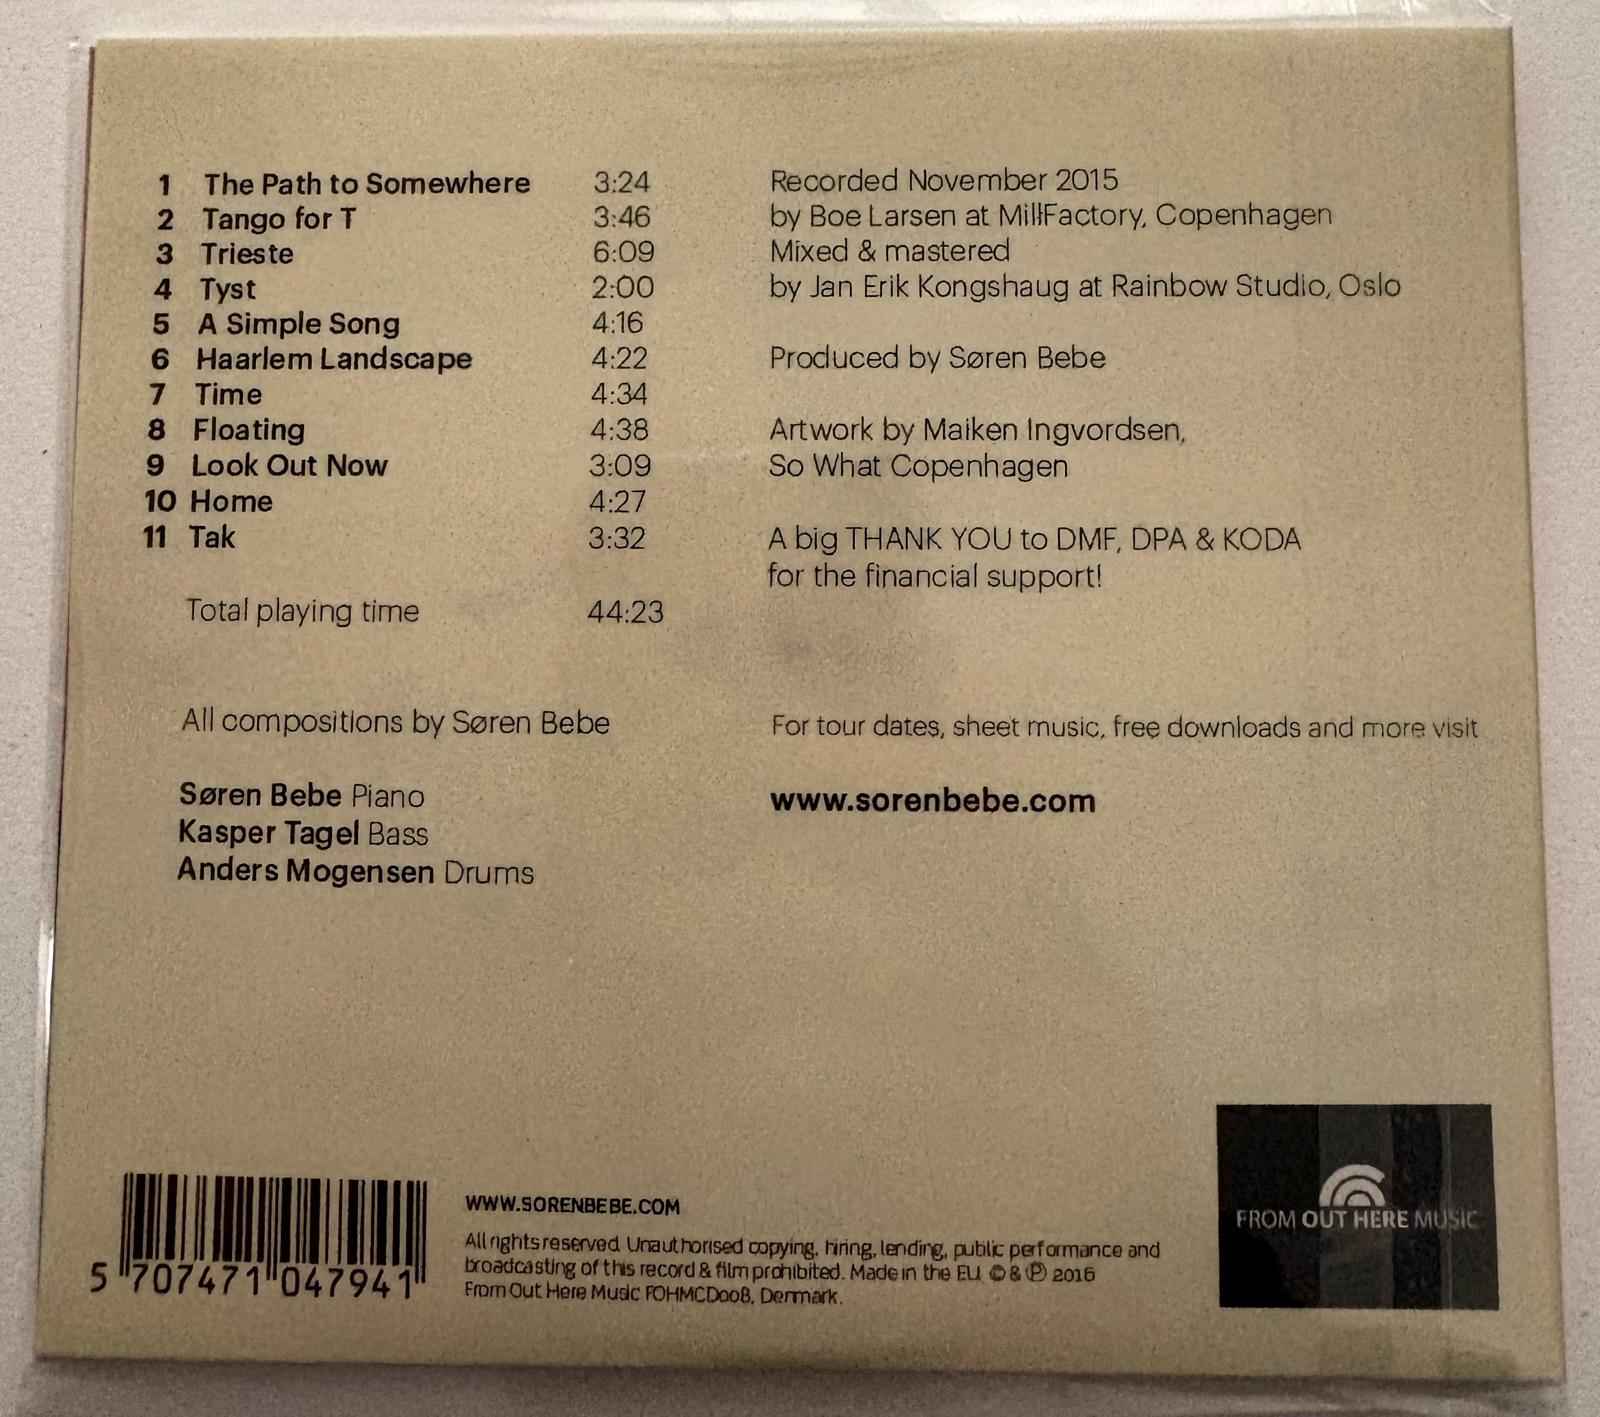 1 The Path to Somewhere 3:24
2 Tango for T 3:46
3 Trieste 6:09
4 Tyst 2:00
5 A Simple Song 4:16
6 Haarlem Landscape 4:22
7 Time 4:34
8 Floating 4:38
9 Look Out Now 3:09
10 Home 4:27
11 Tak 3:32
Total playing time 44:23
All compositions by Søren Bebe
Søren Bebe Piano
Kasper Tagel Bass
Anders Mogensen Drums
Recorded November 2015
by Boe Larsen at MillFactory, Copenhagen
Mixed & mastered
by Jan Erik Kongshaug at Rainbow Studio, Oslo
Produced by Søren Bebe
Artwork by Maiken Ingvordsen,
So What Copenhagen
A big THANK YOU to DMF, DPA & KODA
for the financial support!
For tour dates, sheet music, free downloads and more visit
www.sorenbebe.com
5 707471 047941
WWW.SORENBEBE.COM
All rights reserved. Unauthorised copying, hiring, lending, public performance and
broadcasting of this record & film prohibited. Made in the EU. © & ℗ 2016
From Out Here Music FOHMCD008, Denmark.
FROM OUT HERE MUSIC